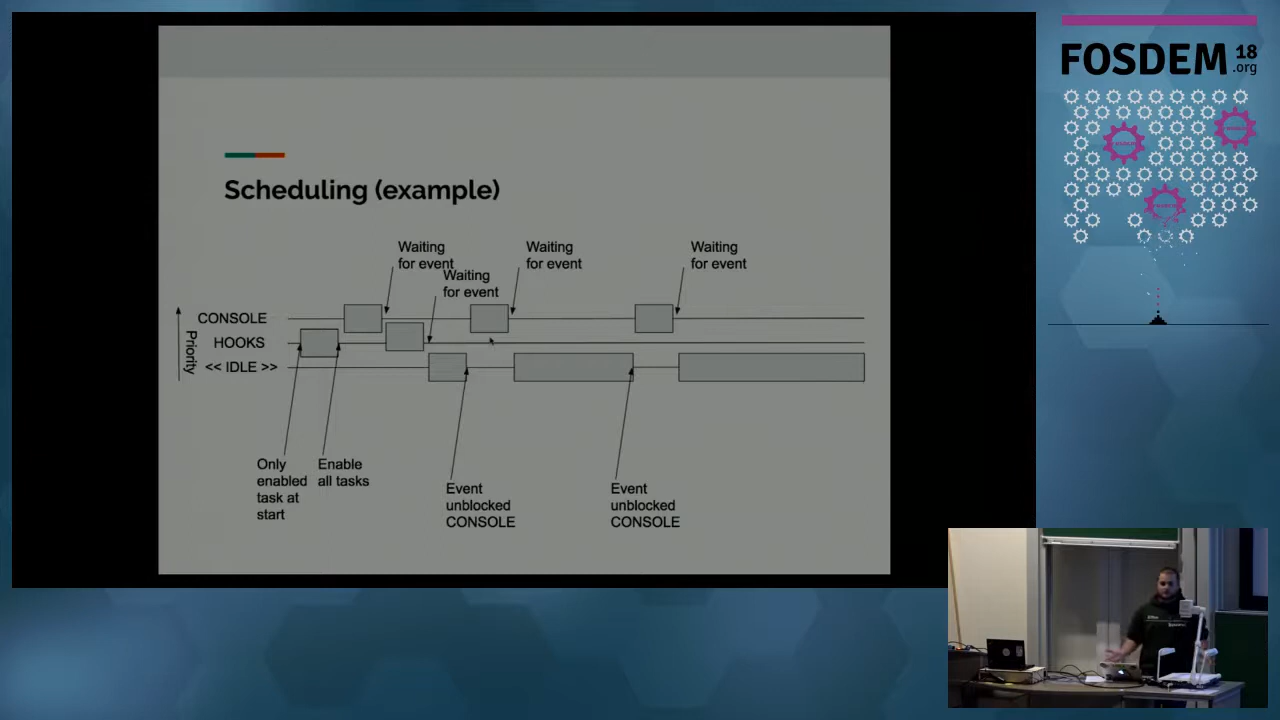 FOSDEM 18
.org
Scheduling (example)
Waiting
for event
Waiting
for event
Waiting
for event
Waiting
for event
CONSOLE
HOOKS
<< IDLE >>
Priority
Only
enabled
task at
start
Enable
all tasks
Event
unblocked
CONSOLE
Event
unblocked
CONSOLE